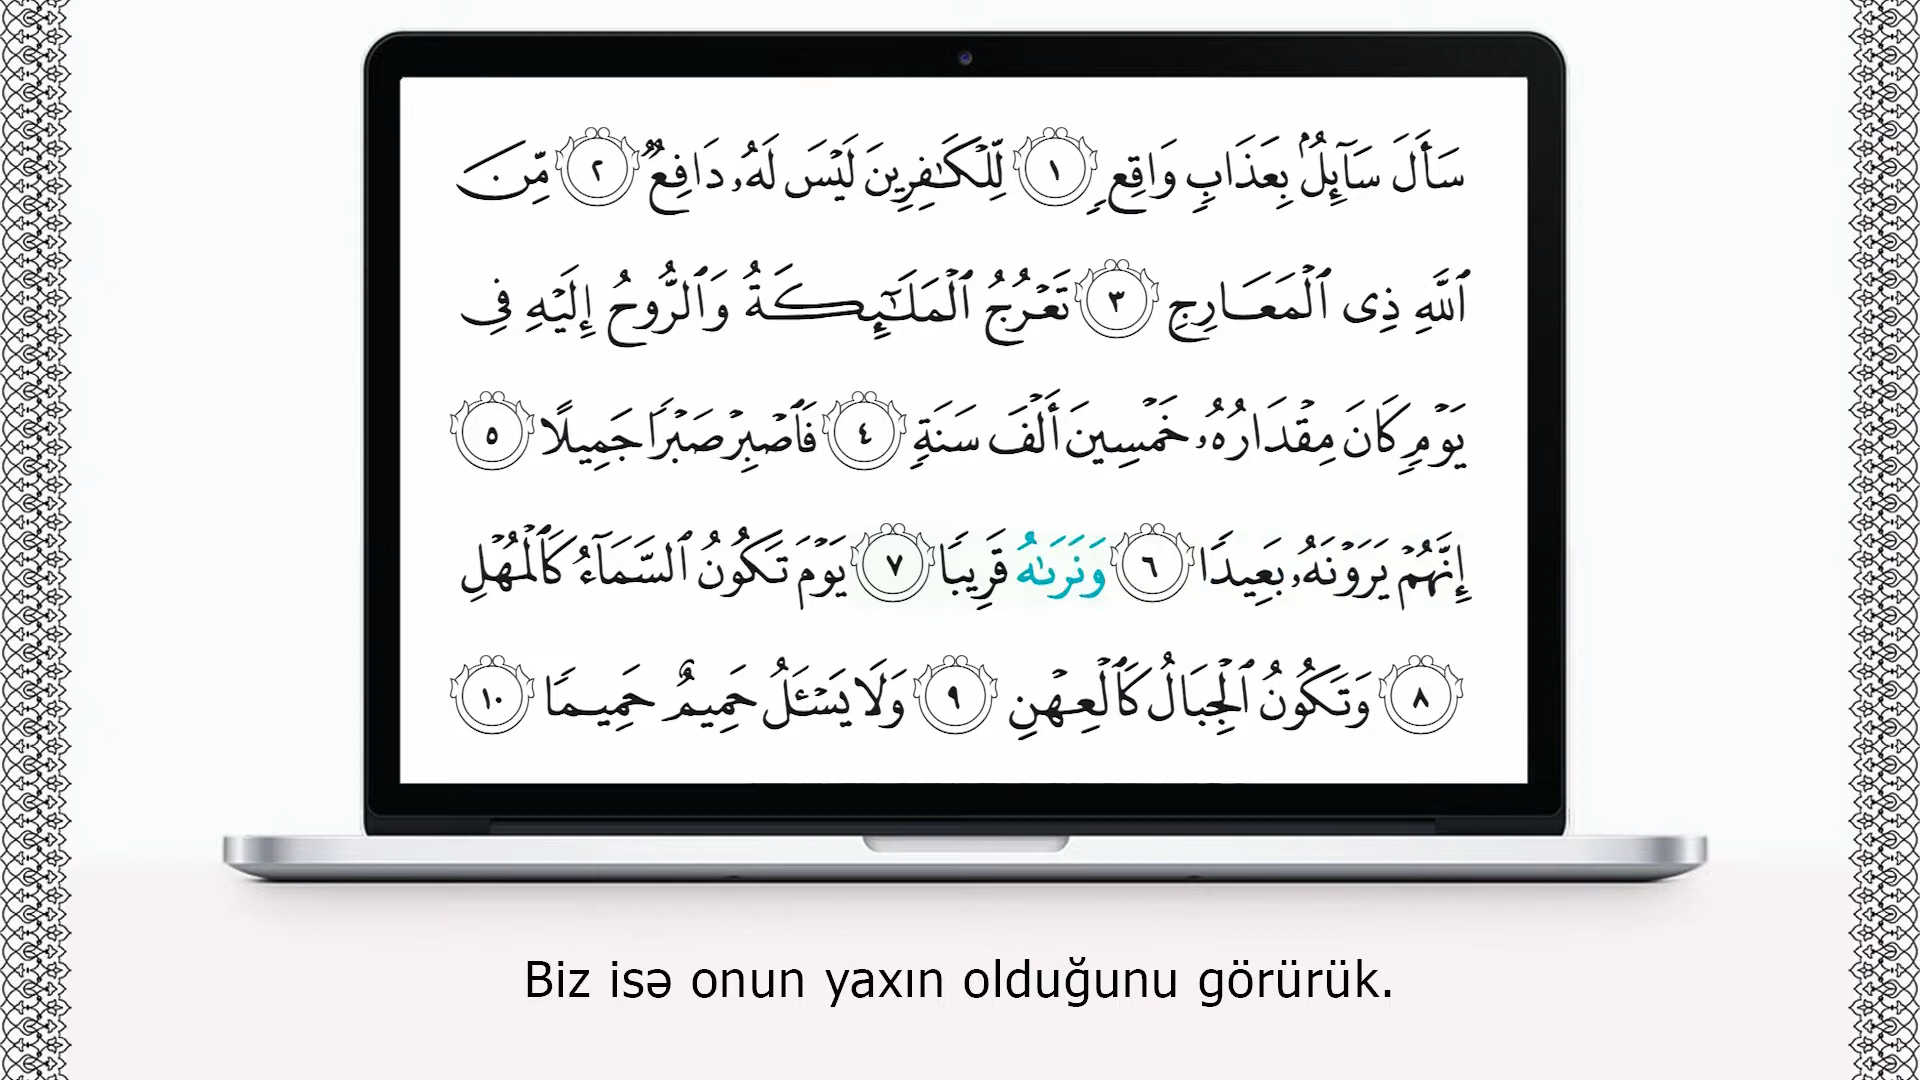 سَأَلَ سَآئِلُۢ بِعَذَابٖ وَاقِعٖ ١ لِّلۡكَٰفِرِينَ لَيۡسَ لَهُۥ دَافِعٞ ٢ مِّنَ
ٱللَّهِ ذِي ٱلۡمَعَارِجِ ٣ تَعۡرُجُ ٱلۡمَلَٰٓئِكَةُ وَٱلرُّوحُ إِلَيۡهِ فِي
يَوۡمٖ كَانَ مِقۡدَارُهُۥ خَمۡسِينَ أَلۡفَ سَنَةٖ ٤ فَٱصۡبِرۡ صَبۡرٗا جَمِيلًا ٥
إِنَّهُمۡ يَرَوۡنَهُۥ بَعِيدٗا ٦ وَنَرَىٰهُ قَرِيبٗا ٧ يَوۡمَ تَكُونُ ٱلسَّمَآءُ كَٱلۡمُهۡلِ
٨ وَتَكُونُ ٱلۡجِبَالُ كَٱلۡعِهۡنِ ٩ وَلَا يَسۡـَٔلُ حَمِيمٌ حَمِيمٗا ١٠
Biz isə onun yaxın olduğunu görürük.